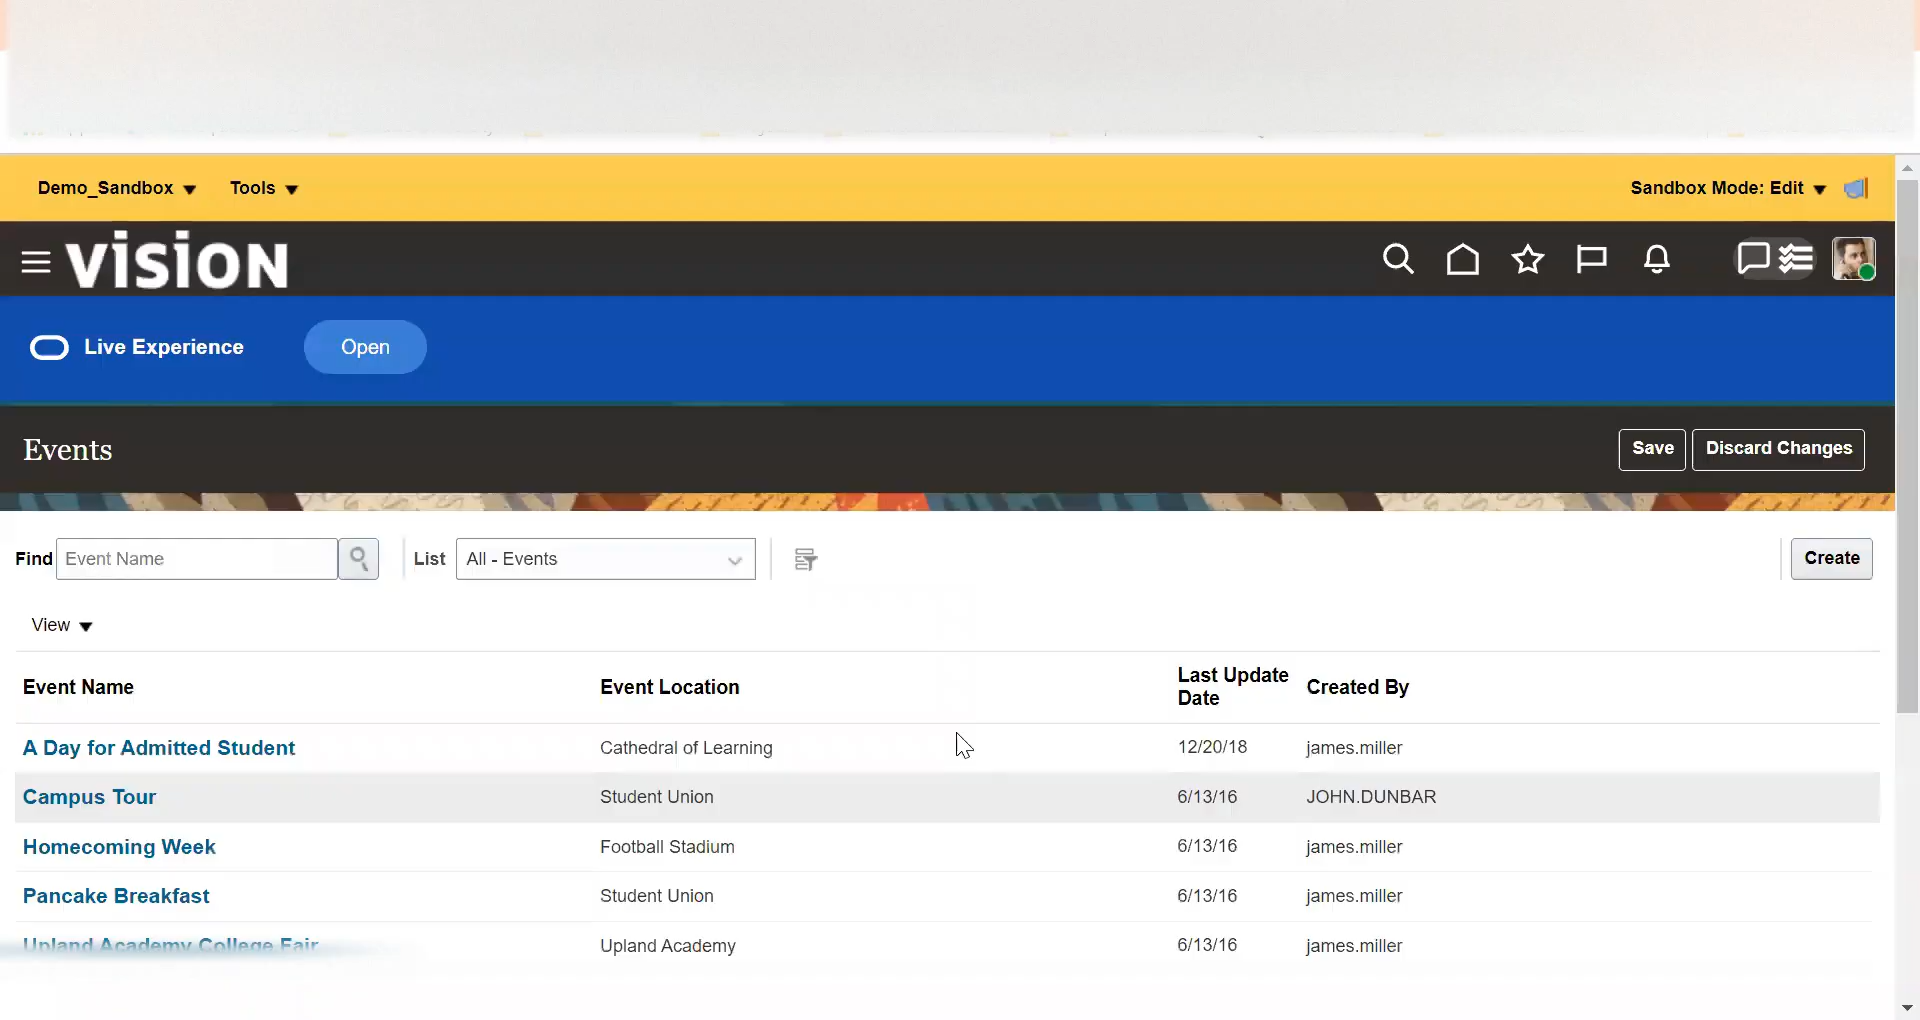 Demo_Sandbox Tools Sandbox Mode: Edit
VISION
Live Experience Open
Events Save Discard Changes
Find Event Name List All - Events Create
View
Event Name Event Location Last Update Date Created By
A Day for Admitted Student Cathedral of Learning 12/20/18 james.miller
Campus Tour Student Union 6/13/16 JOHN.DUNBAR
Homecoming Week Football Stadium 6/13/16 james.miller
Pancake Breakfast Student Union 6/13/16 james.miller
Upland Academy College Fair Upland Academy 6/13/16 james.miller